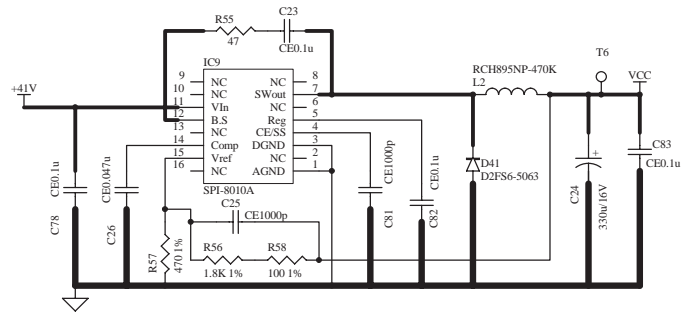 R55
C23
47
CE0.1u
IC9
RCH895NP-470K
L2
T6
+41V
VCC
9 NC NC 8
10 NC SWout 7
11 VIn NC 6
12 B.S Reg 5
13 NC CE/SS 4
14 Comp DGND 3
15 Vref NC 2
16 NC AGND 1
SPI-8010A
CE0.1u
C78
CE0.047u
C26
C25
CE1000p
R57
470 1%
R56
1.8K 1%
R58
100 1%
CE1000p
C81
CE0.1u
C82
D41
D2FS6-5063
+
C24
330u/16V
C83
CE0.1u